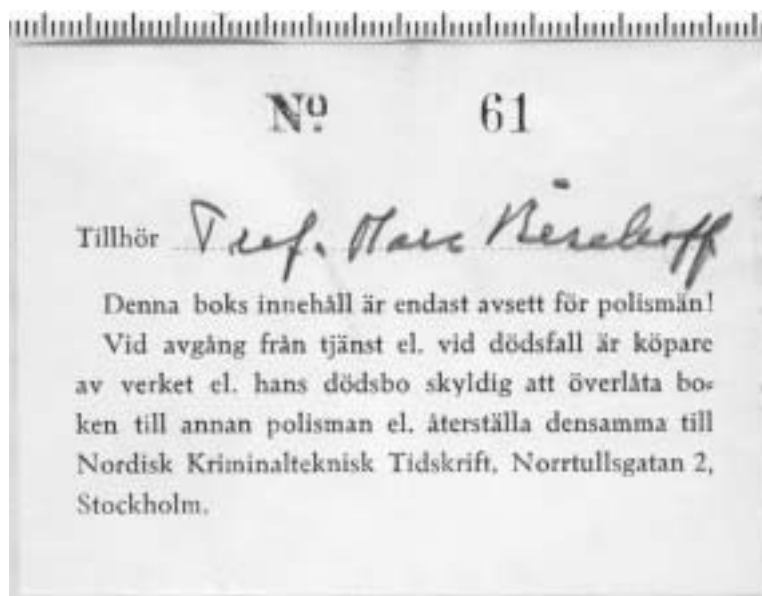 Nº 61
Tillhör Prof. Marc Bischoff
Denna boks innehåll är endast avsett för polismän!
Vid avgång från tjänst el. vid dödsfall är köpare
av verket el. hans dödsbo skyldig att överlåta bo-
ken till annan polisman el. återställa densamma till
Nordisk Kriminalteknisk Tidskrift, Norrtullsgatan 2,
Stockholm.